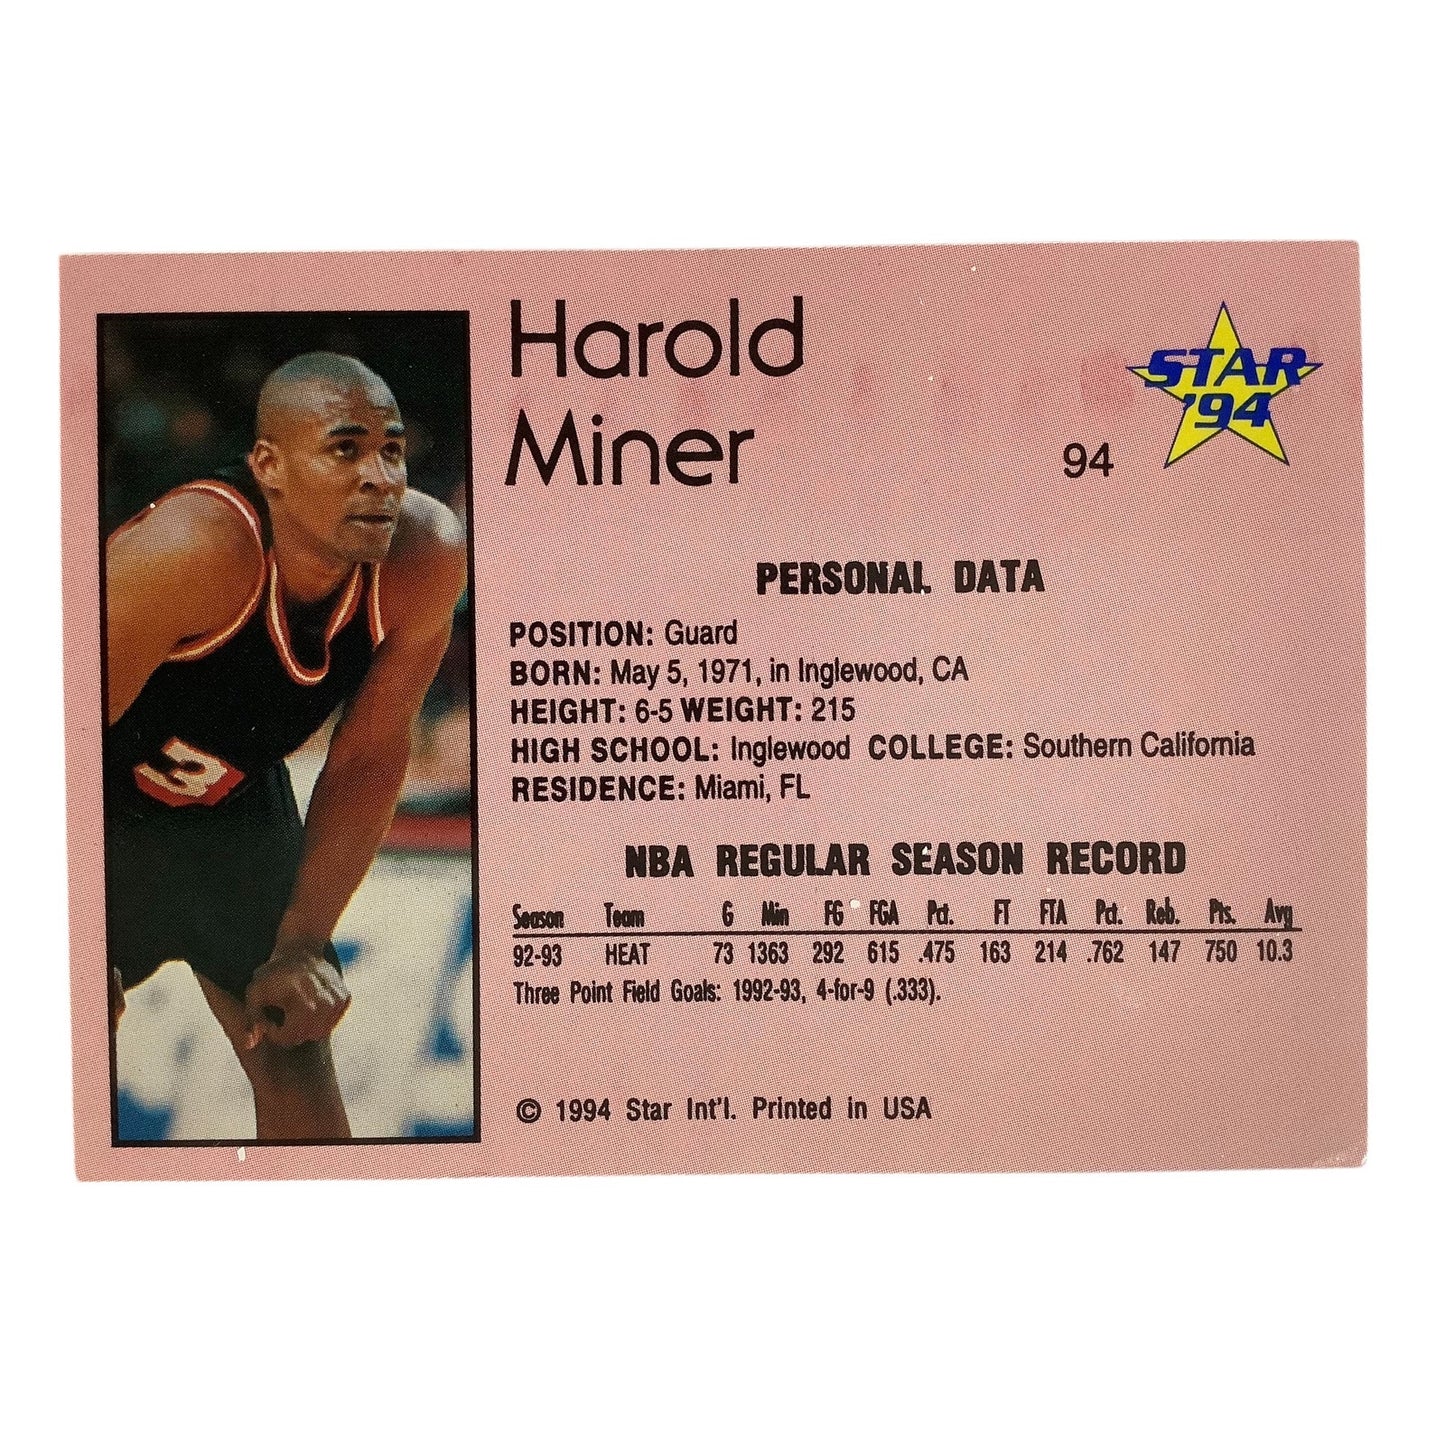 Harold
Miner
STAR
'94
94
PERSONAL DATA
POSITION: Guard
BORN: May 5, 1971, in Inglewood, CA
HEIGHT: 6-5 WEIGHT: 215
HIGH SCHOOL: Inglewood COLLEGE: Southern California
RESIDENCE: Miami, FL
NBA REGULAR SEASON RECORD
Season Team G Min FG FGA Pct. FT FTA Pct. Reb. Pts. Avg
92-93 HEAT 73 1363 292 615 .475 163 214 .762 147 750 10.3
Three Point Field Goals: 1992-93, 4-for-9 (.333).
© 1994 Star Int'l. Printed in USA
3